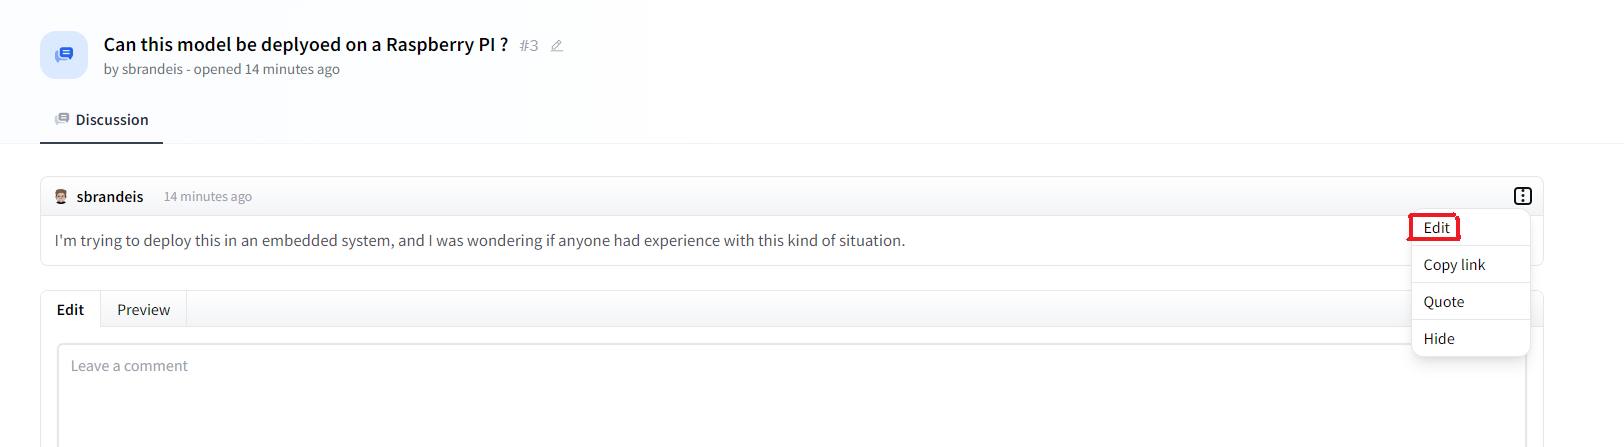 Can this model be deplyoed on a Raspberry PI ? #3
by sbrandeis - opened 14 minutes ago
Discussion
sbrandeis 14 minutes ago
I'm trying to deploy this in an embedded system, and I was wondering if anyone had experience with this kind of situation.
Edit
Copy link
Quote
Hide
Edit Preview
Leave a comment